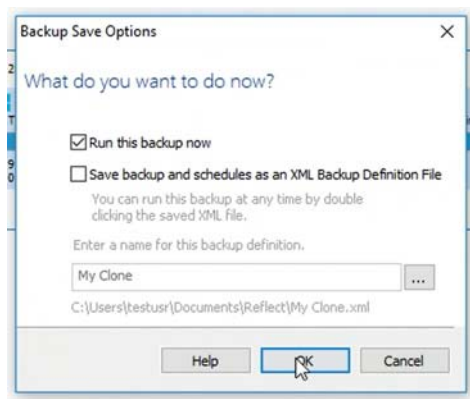 Backup Save Options
What do you want to do now?
Run this backup now
Save backup and schedules as an XML Backup Definition File
You can run this backup at any time by double
clicking the saved XML file.
Enter a name for this backup definition.
My Clone
...
C:\Users\testusr\Documents\Reflect\My Clone.xml
Help
OK
Cancel